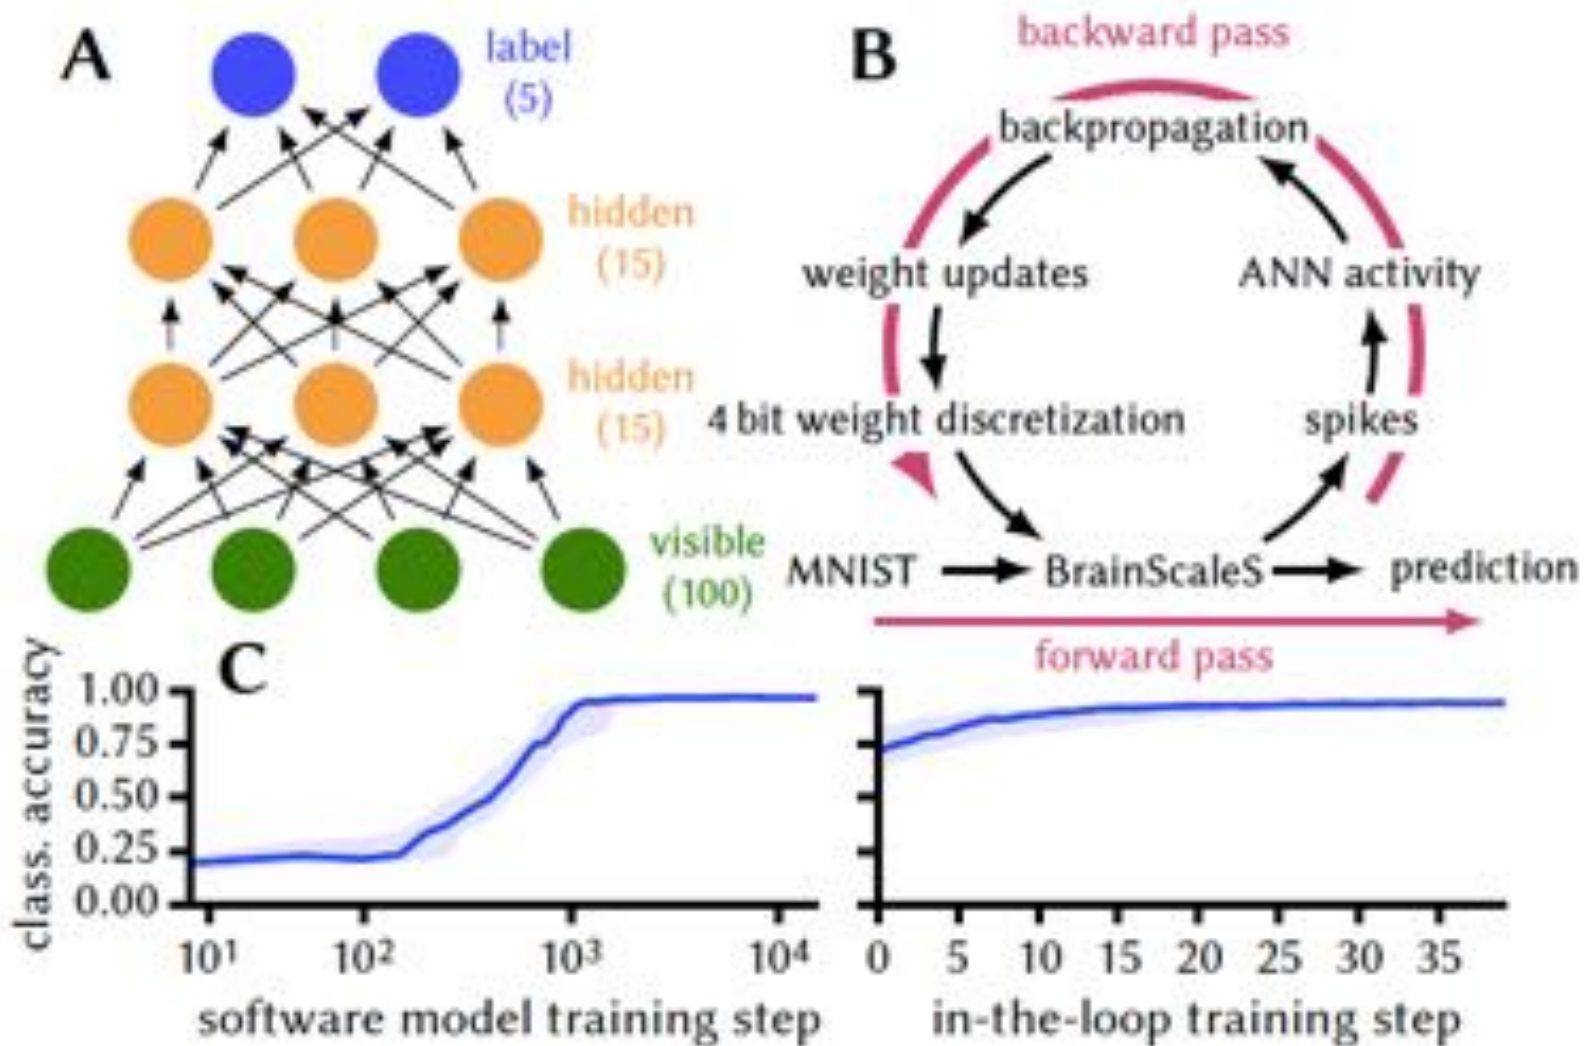 A
label
(5)
hidden
(15)
hidden
(15)
visible
(100)
B
backward pass
backpropagation
weight updates
ANN activity
4 bit weight discretization
spikes
MNIST
BrainScaleS
prediction
forward pass
C
class. accuracy
1.00
0.75
0.50
0.25
0.00
10¹ 10² 10³ 10⁴
software model training step
0 5 10 15 20 25 30 35
in-the-loop training step